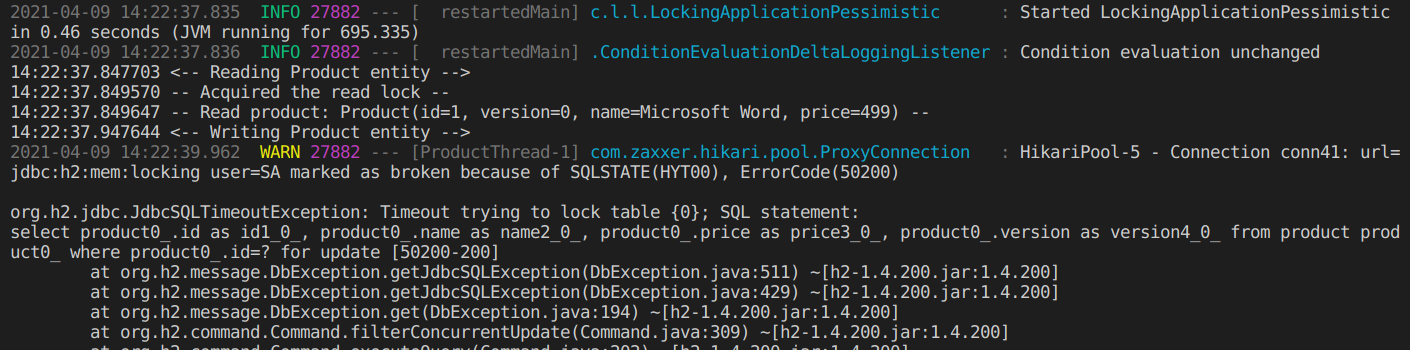 2021-04-09 14:22:37.835  INFO 27882 --- [  restartedMain] c.l.l.LockingApplicationPessimistic      : Started LockingApplicationPessimistic
in 0.46 seconds (JVM running for 695.335)
2021-04-09 14:22:37.836  INFO 27882 --- [  restartedMain] .ConditionEvaluationDeltaLoggingListener : Condition evaluation unchanged
14:22:37.847703 <-- Reading Product entity -->
14:22:37.849570 -- Acquired the read lock --
14:22:37.849647 -- Read product: Product(id=1, version=0, name=Microsoft Word, price=499) --
14:22:37.947644 <-- Writing Product entity -->
2021-04-09 14:22:39.962  WARN 27882 --- [ProductThread-1] com.zaxxer.hikari.pool.ProxyConnection   : HikariPool-5 - Connection conn41: url=
jdbc:h2:mem:locking user=SA marked as broken because of SQLSTATE(HYT00), ErrorCode(50200)
org.h2.jdbc.JdbcSQLTimeoutException: Timeout trying to lock table {0}; SQL statement:
select product0_.id as id1_0_, product0_.name as name2_0_, product0_.price as price3_0_, product0_.version as version4_0_ from product prod
uct0_ where product0_.id=? for update [50200-200]
        at org.h2.message.DbException.getJdbcSQLException(DbException.java:511) ~[h2-1.4.200.jar:1.4.200]
        at org.h2.message.DbException.getJdbcSQLException(DbException.java:429) ~[h2-1.4.200.jar:1.4.200]
        at org.h2.message.DbException.get(DbException.java:194) ~[h2-1.4.200.jar:1.4.200]
        at org.h2.command.Command.filterConcurrentUpdate(Command.java:309) ~[h2-1.4.200.jar:1.4.200]